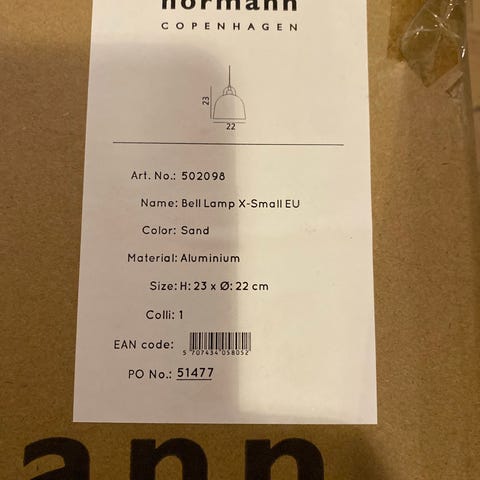 normann
COPENHAGEN
23
22
Art. No.: 502098
Name: Bell Lamp X-Small EU
Color: Sand
Material: Aluminium
Size: H: 23 x Ø: 22 cm
Colli: 1
EAN code:
5 707434 058052
PO No.: 51477
ann